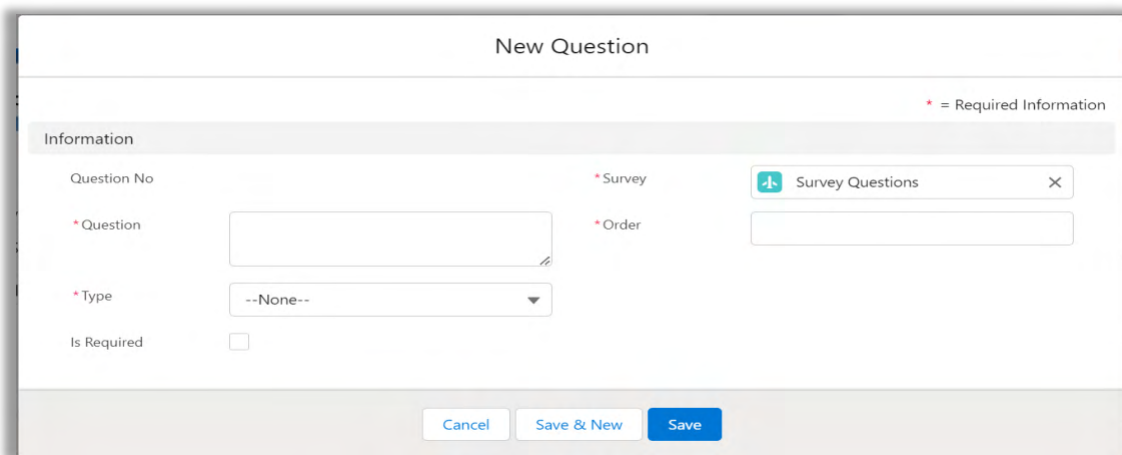 New Question
* = Required Information
Information
Question No
* Survey
Survey Questions
* Question
* Order
* Type
--None--
Is Required
Cancel
Save & New
Save